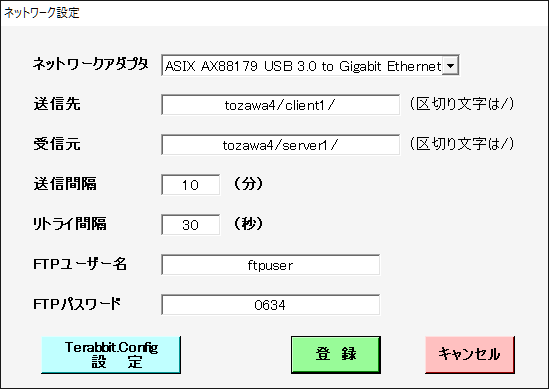 ネットワーク設定
ネットワークアダプタ ASIX AX88179 USB 3.0 to Gigabit Ethernet
送信先 tozawa4/client1/ (区切り文字は/)
受信元 tozawa4/server1/ (区切り文字は/)
送信間隔 10 (分)
リトライ間隔 30 (秒)
FTPユーザー名 ftpuser
FTPパスワード 0634
Terabbit.Config
設 定
登 録
キャンセル